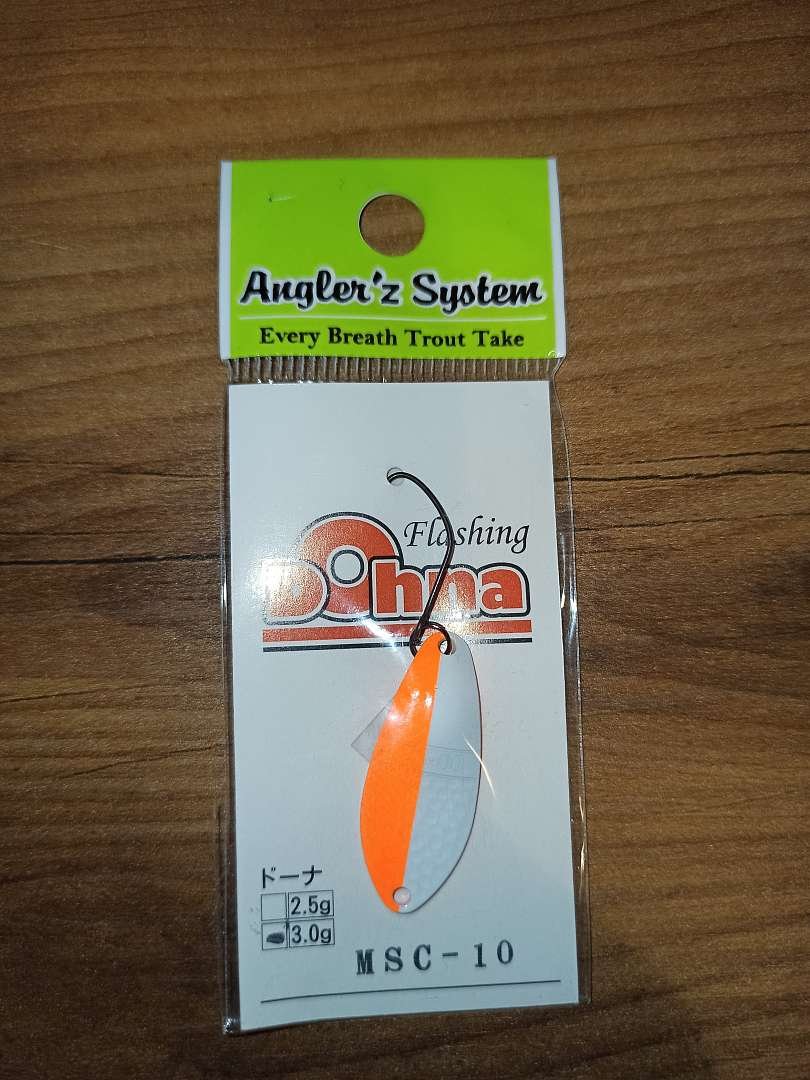 Angler'z System
Every Breath Trout Take
Flashing
DOhna
ドーナ
2.5g
3.0g
MSC-10